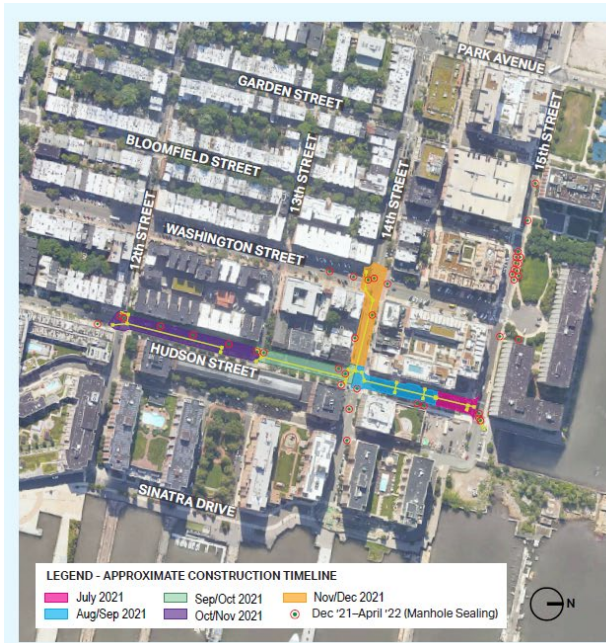 PARK AVENUE
GARDEN STREET
15th STREET
13th STREET
BLOOMFIELD STREET
14th STREET
12th STREET
WASHINGTON STREET
HUDSON STREET
SINATRA DRIVE
LEGEND - APPROXIMATE CONSTRUCTION TIMELINE
July 2021
Sep/Oct 2021
Nov/Dec 2021
Aug/Sep 2021
Oct/Nov 2021
Dec '21–April '22 (Manhole Sealing)
N